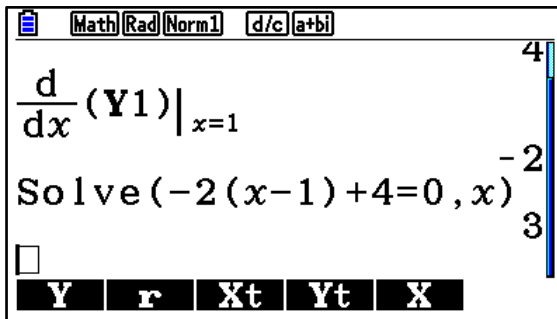 Math Rad Norm1 d/c a+bi
4
d/dx (Y1)|x=1
-2
Solve(-2(x-1)+4=0,x)
3
Y r Xt Yt X